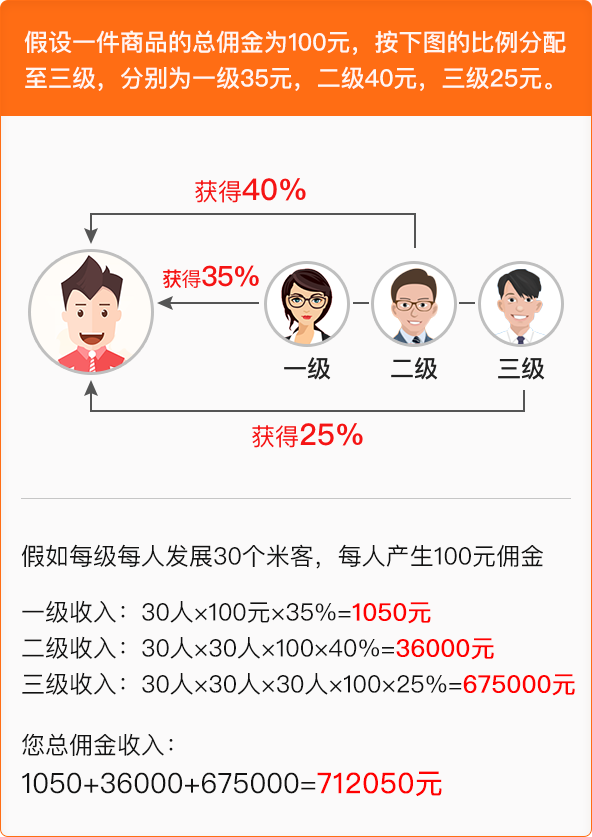 假设一件商品的总佣金为100元，按下图的比例分配
至三级，分别为一级35元，二级40元，三级25元。
获得40%
获得35%
一级
二级
三级
获得25%
假如每级每人发展30个米客，每人产生100元佣金
一级收入：30人×100元×35%=1050元
二级收入：30人×30人×100×40%=36000元
三级收入：30人×30人×30人×100×25%=675000元
您总佣金收入：
1050+36000+675000=712050元